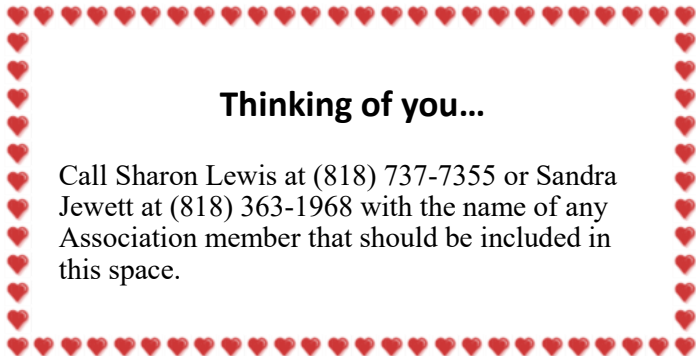 Thinking of you…
Call Sharon Lewis at (818) 737-7355 or Sandra
Jewett at (818) 363-1968 with the name of any
Association member that should be included in
this space.